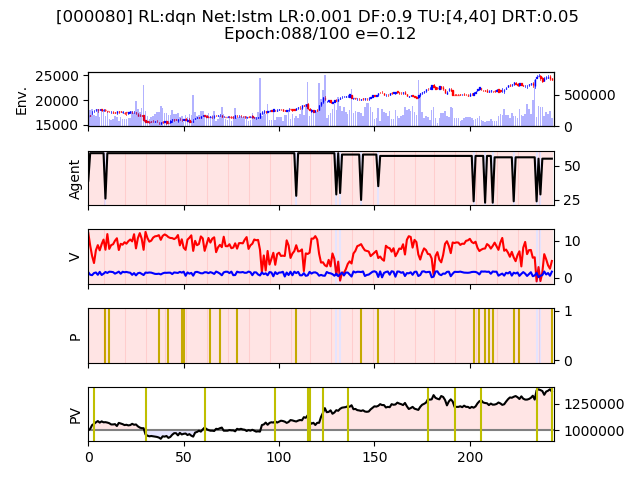 [000080] RL:dqn Net:lstm LR:0.001 DF:0.9 TU:[4,40] DRT:0.05
Epoch:088/100 e=0.12
Env.
25000
20000
15000
500000
0
Agent
50
25
V
10
0
P
1
0
PV
1250000
1000000
0 50 100 150 200